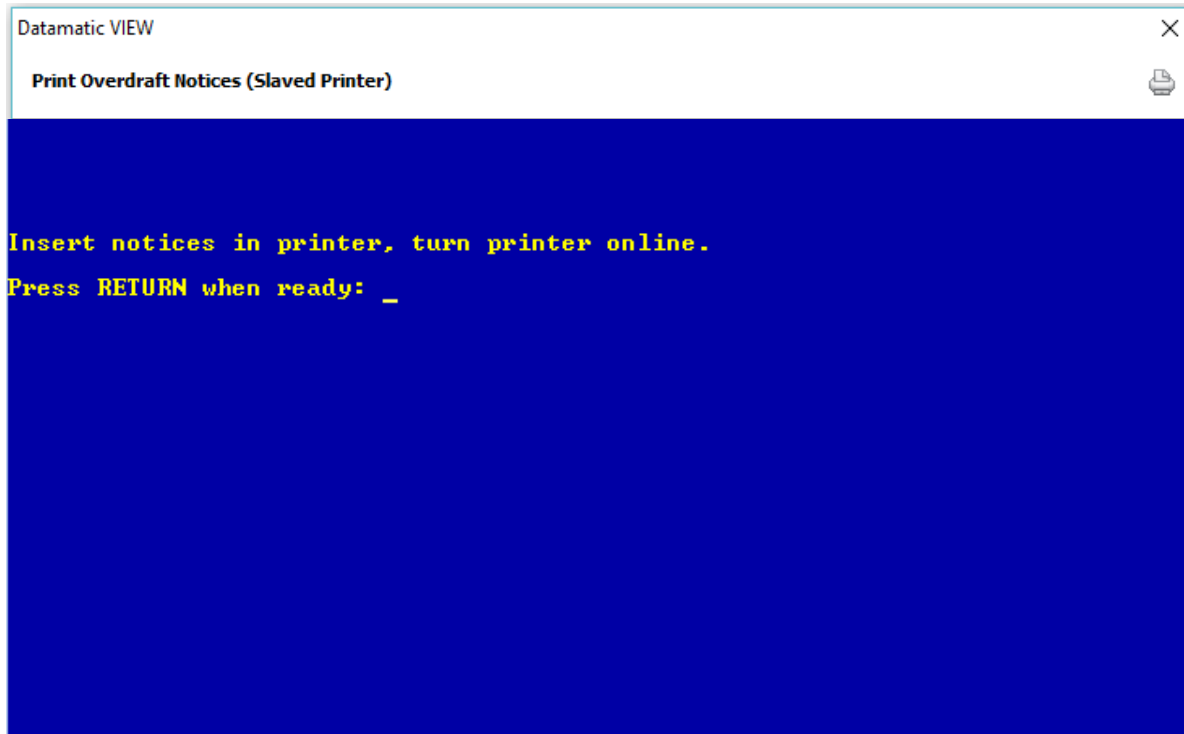 Datamatic VIEW
Print Overdraft Notices (Slaved Printer)
Insert notices in printer, turn printer online.
Press RETURN when ready: _